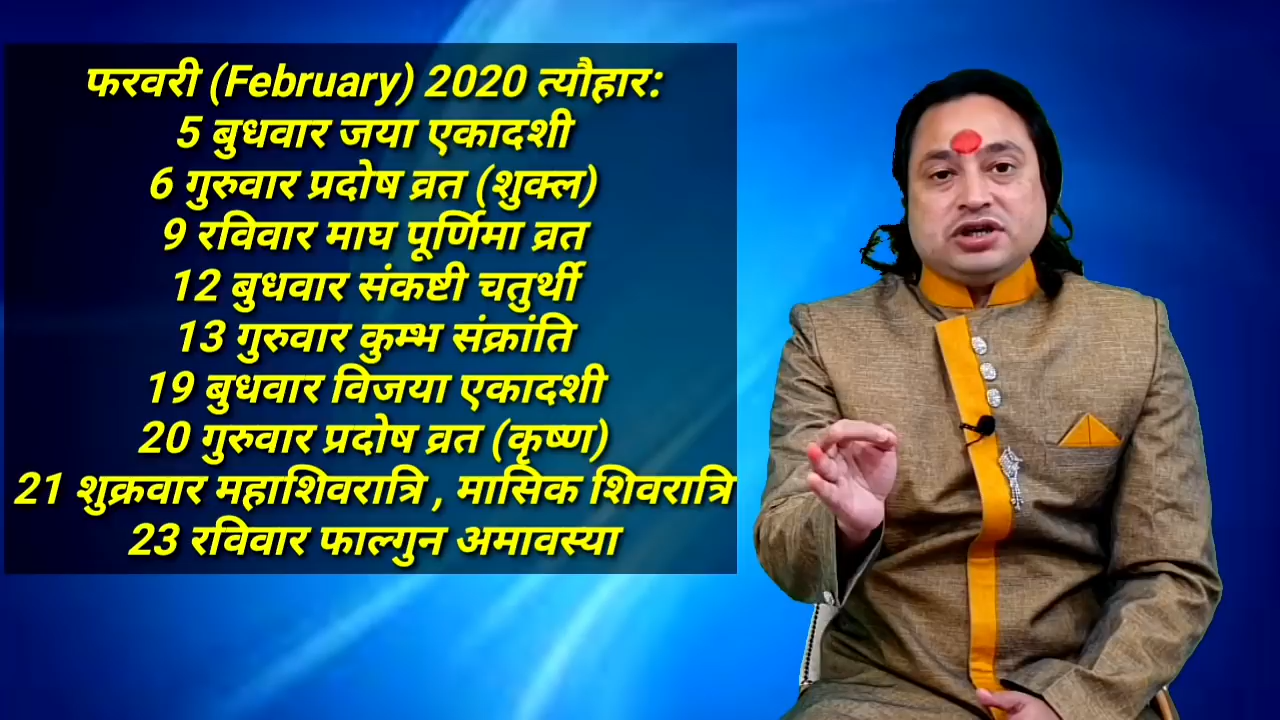 फरवरी (February) 2020 त्यौहार:
5 बुधवार जया एकादशी
6 गुरुवार प्रदोष व्रत (शुक्ल)
9 रविवार माघ पूर्णिमा व्रत
12 बुधवार संकष्टी चतुर्थी
13 गुरुवार कुम्भ संक्रांति
19 बुधवार विजया एकादशी
20 गुरुवार प्रदोष व्रत (कृष्ण)
21 शुक्रवार महाशिवरात्रि , मासिक शिवरात्रि
23 रविवार फाल्गुन अमावस्या